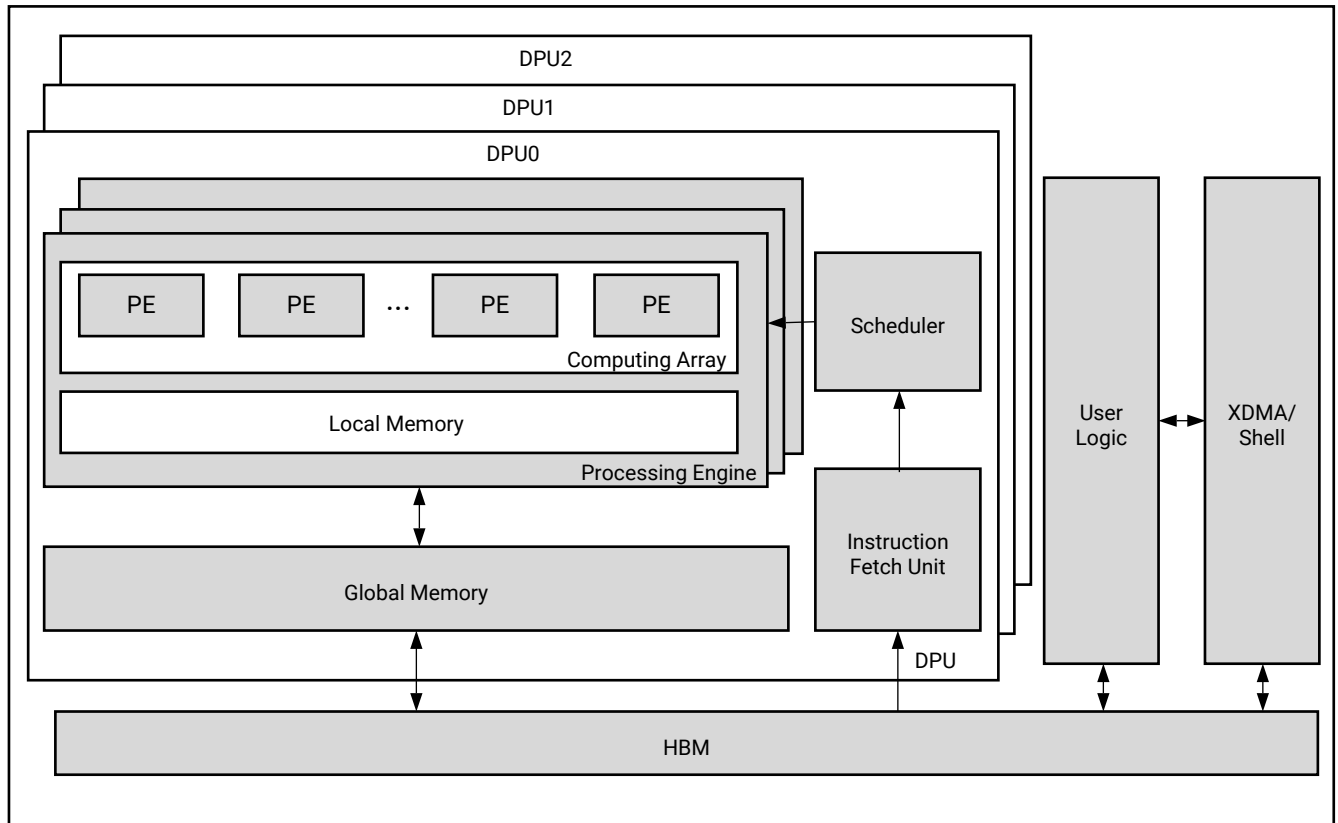 DPU2
DPU1
DPU0
PE
PE
...
PE
PE
Computing Array
Local Memory
Processing Engine
Global Memory
Scheduler
Instruction
Fetch Unit
DPU
User
Logic
XDMA/
Shell
HBM